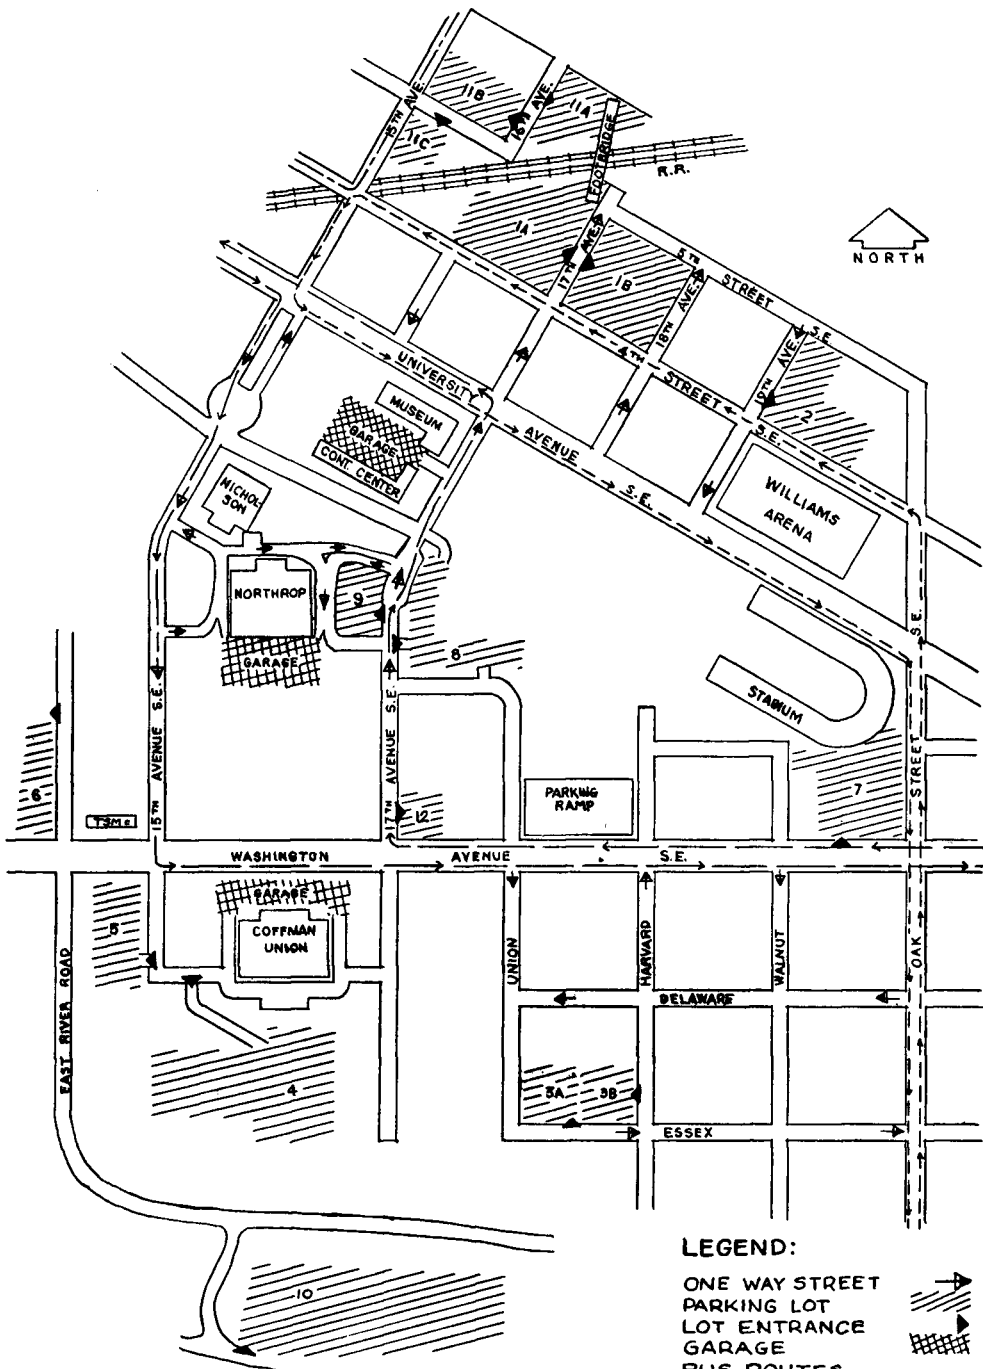 11B
15TH AVE.
16TH AVE.
11A
11C
FOOTBRIDGE
R.R.
1A
17TH AVE.
5TH STREET S.E.
1B
18TH AVE.
NORTH
4TH STREET S.E.
19TH AVE.
2
UNIVERSITY AVENUE S.E.
MUSEUM
GARAGE
CONT. CENTER
WILLIAMS
ARENA
NICHOL-
SON
NORTHROP
9
GARAGE
8
STADIUM
15TH AVENUE S.E.
17TH AVENUE S.E.
OAK STREET S.E.
6
12
PARKING
RAMP
7
WASHINGTON AVENUE S.E.
GARAGE
5
COFFMAN
UNION
EAST RIVER ROAD
UNION
HARVARD
WALNUT
DELAWARE
4
3A
3B
ESSEX
10
LEGEND:
ONE WAY STREET
PARKING LOT
LOT ENTRANCE
GARAGE
BUS ROUTES